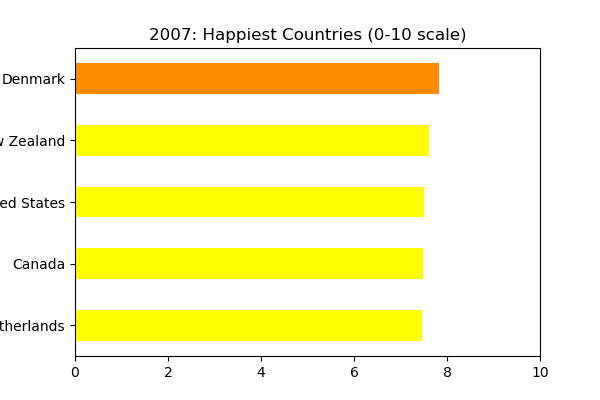 2007: Happiest Countries (0-10 scale)
Denmark
w Zealand
ed States
Canada
therlands
0 2 4 6 8 10